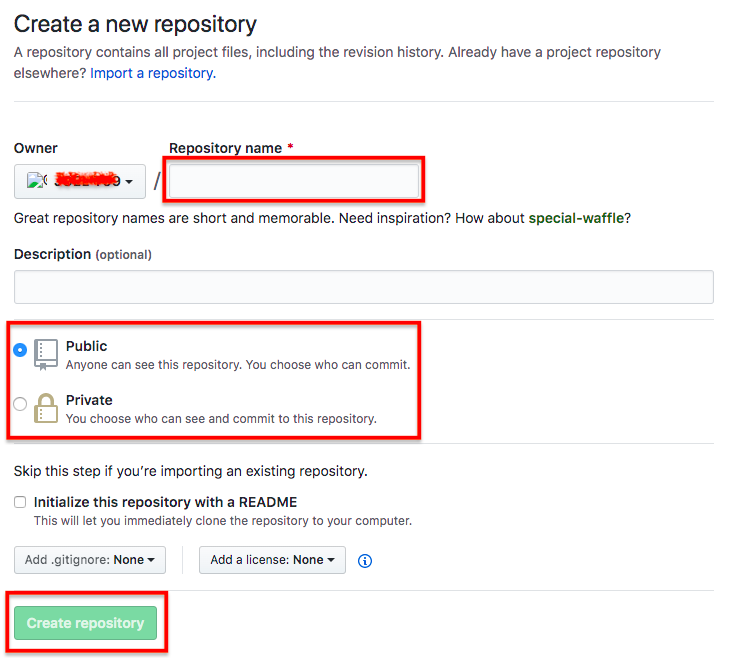 Create a new repository
A repository contains all project files, including the revision history. Already have a project repository
elsewhere? Import a repository.
Owner
Repository name *
/
Great repository names are short and memorable. Need inspiration? How about special-waffle?
Description (optional)
Public
Anyone can see this repository. You choose who can commit.
Private
You choose who can see and commit to this repository.
Skip this step if you’re importing an existing repository.
Initialize this repository with a README
This will let you immediately clone the repository to your computer.
Add .gitignore: None
Add a license: None
Create repository